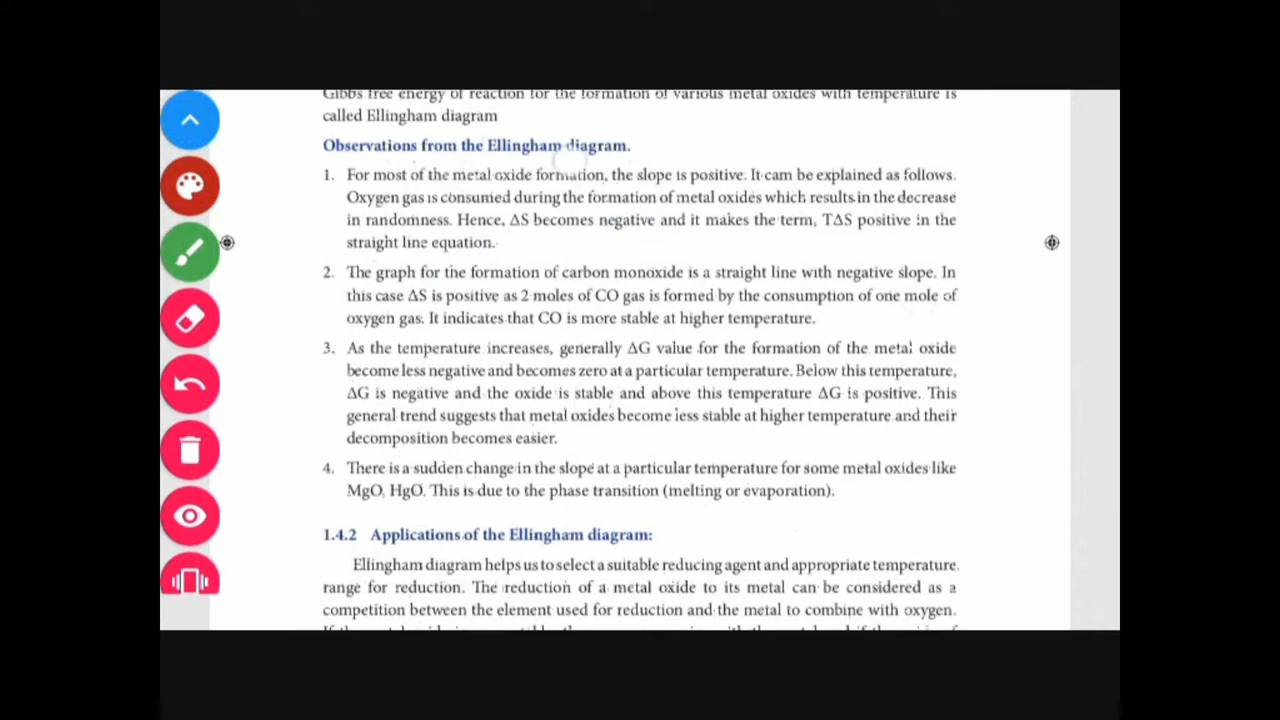 Gibbs free energy of reaction for the formation of various metal oxides with temperature is
called Ellingham diagram
Observations from the Ellingham diagram.
1. For most of the metal oxide formation, the slope is positive. It cam be explained as follows.
Oxygen gas is consumed during the formation of metal oxides which results in the decrease
in randomness. Hence, ΔS becomes negative and it makes the term, TΔS positive in the
straight line equation.
2. The graph for the formation of carbon monoxide is a straight line with negative slope. In
this case ΔS is positive as 2 moles of CO gas is formed by the consumption of one mole of
oxygen gas. It indicates that CO is more stable at higher temperature.
3. As the temperature increases, generally ΔG value for the formation of the metal oxide
become less negative and becomes zero at a particular temperature. Below this temperature,
ΔG is negative and the oxide is stable and above this temperature ΔG is positive. This
general trend suggests that metal oxides become less stable at higher temperature and their
decomposition becomes easier.
4. There is a sudden change in the slope at a particular temperature for some metal oxides like
MgO, HgO. This is due to the phase transition (melting or evaporation).
1.4.2 Applications of the Ellingham diagram:
Ellingham diagram helps us to select a suitable reducing agent and appropriate temperature
range for reduction. The reduction of a metal oxide to its metal can be considered as a
competition between the element used for reduction and the metal to combine with oxygen.